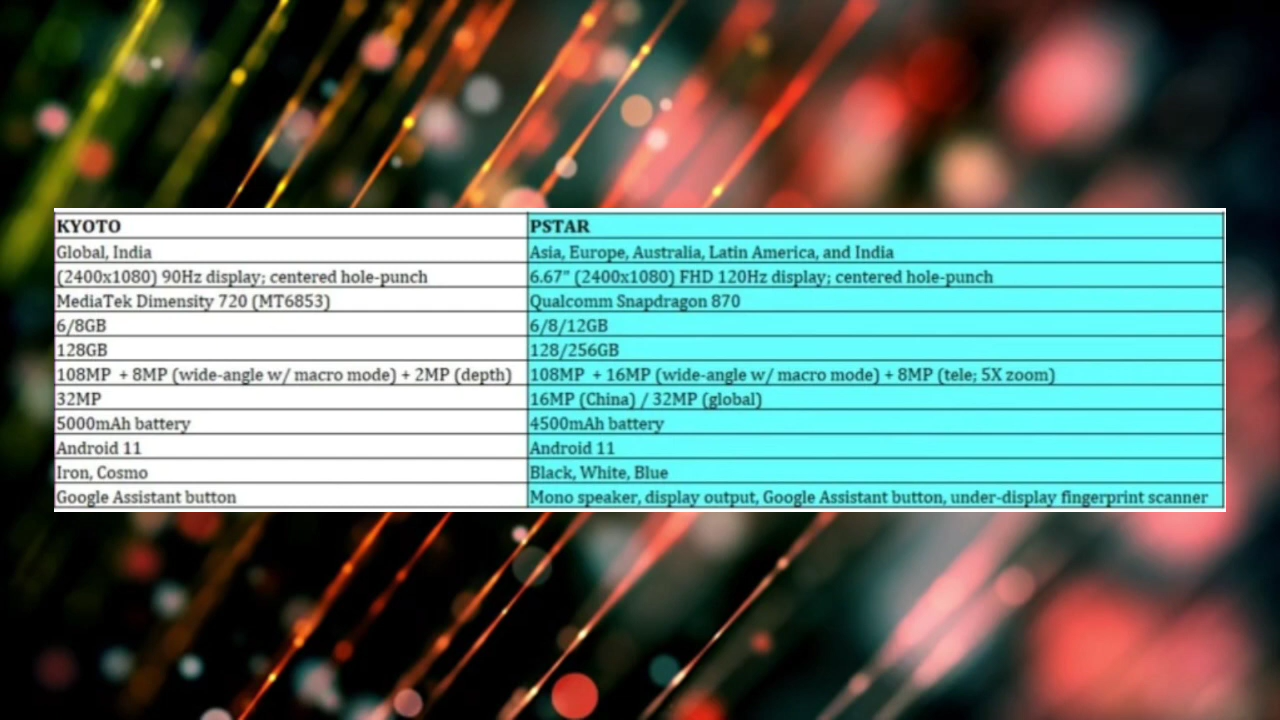 KYOTO PSTAR
Global, India Asia, Europe, Australia, Latin America, and India
(2400x1080) 90Hz display; centered hole-punch 6.67" (2400x1080) FHD 120Hz display; centered hole-punch
MediaTek Dimensity 720 (MT6853) Qualcomm Snapdragon 870
6/8GB 6/8/12GB
128GB 128/256GB
108MP + 8MP (wide-angle w/ macro mode) + 2MP (depth) 108MP + 16MP (wide-angle w/ macro mode) + 8MP (tele; 5X zoom)
32MP 16MP (China) / 32MP (global)
5000mAh battery 4500mAh battery
Android 11 Android 11
Iron, Cosmo Black, White, Blue
Google Assistant button Mono speaker, display output, Google Assistant button, under-display fingerprint scanner